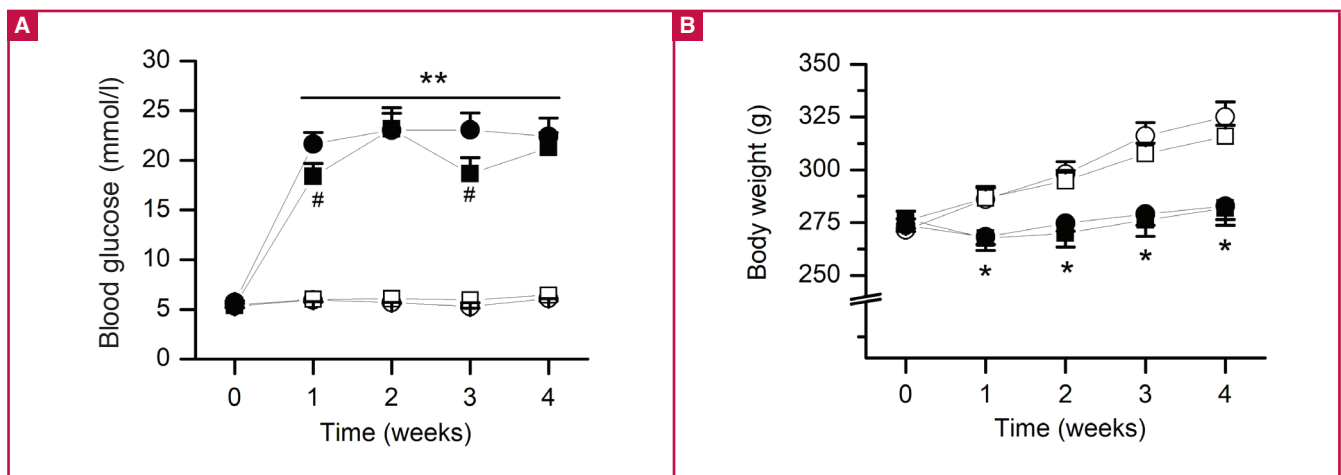 A
Blood glucose (mmol/l)
30
25
20
15
10
5
0
**
#
#
0 1 2 3 4
Time (weeks)
B
Body weight (g)
350
325
300
275
250
* * * *
0 1 2 3 4
Time (weeks)